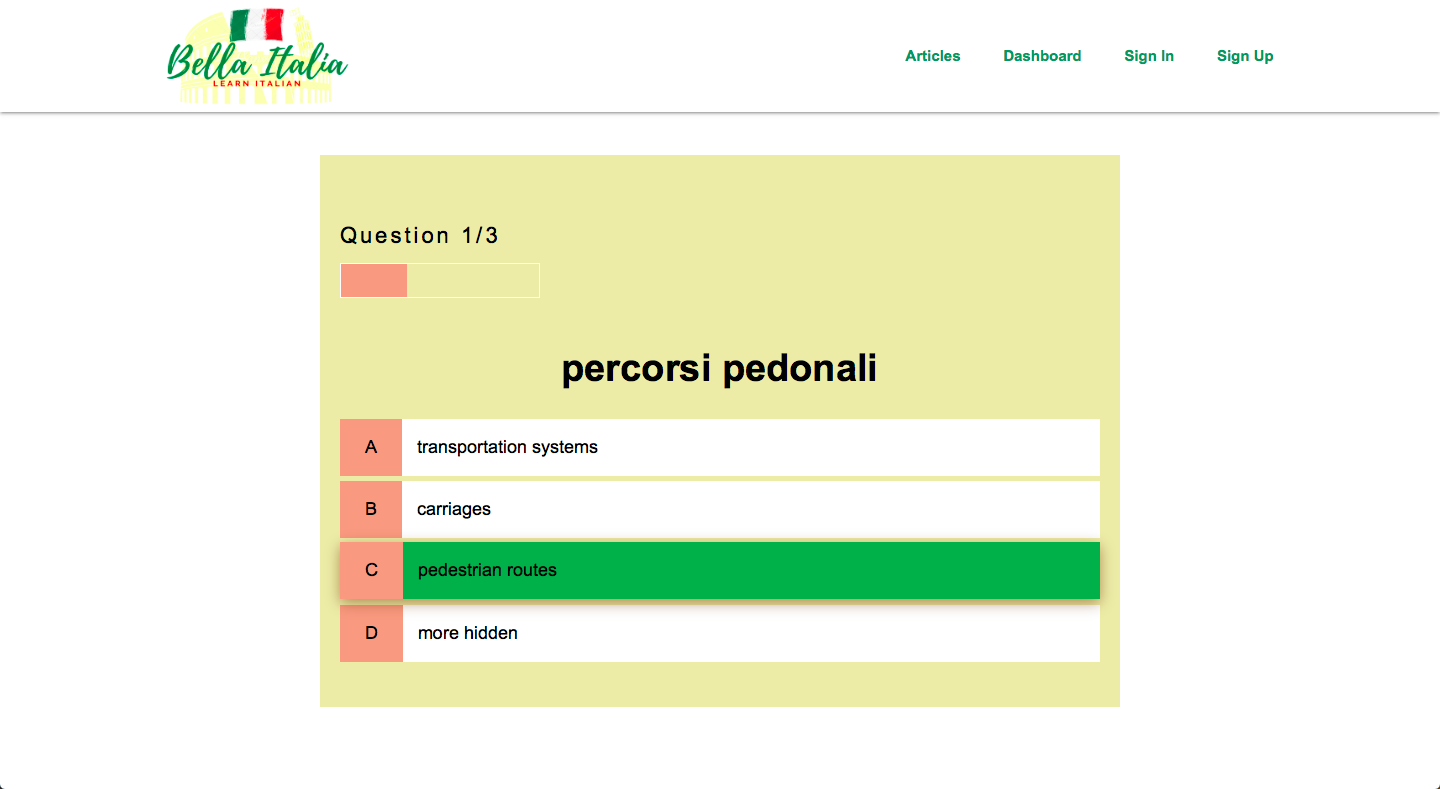 Bella Italia
LEARN ITALIAN
Articles Dashboard Sign In Sign Up
Question 1/3
percorsi pedonali
A transportation systems
B carriages
C pedestrian routes
D more hidden